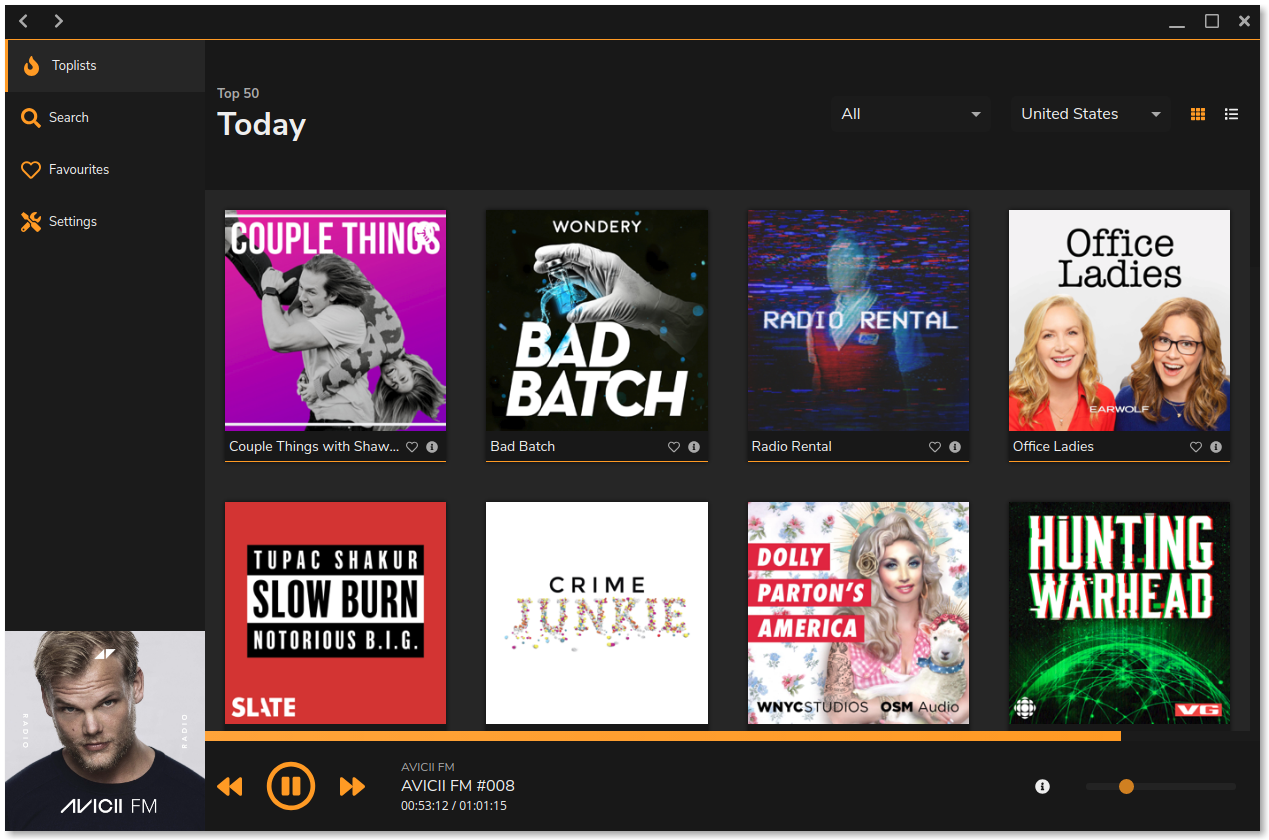 Toplists
Search
Favourites
Settings
Top 50
Today
All
United States
COUPLE THINGS
Couple Things with Shaw...
WONDERY
BAD
BATCH
Bad Batch
RADIO RENTAL
Radio Rental
Office
Ladies
EARWOLF
Office Ladies
TUPAC SHAKUR
SLOW BURN
NOTORIOUS B.I.G.
SLATE
CRIME
JUNKIE
DOLLY
PARTON'S
AMERICA
WNYCSTUDIOS OSM Audio
HUNTING
WARHEAD
VG
RADIO
RADIO
AVICII FM
AVICII FM
AVICII FM #008
00:53:12 / 01:01:15